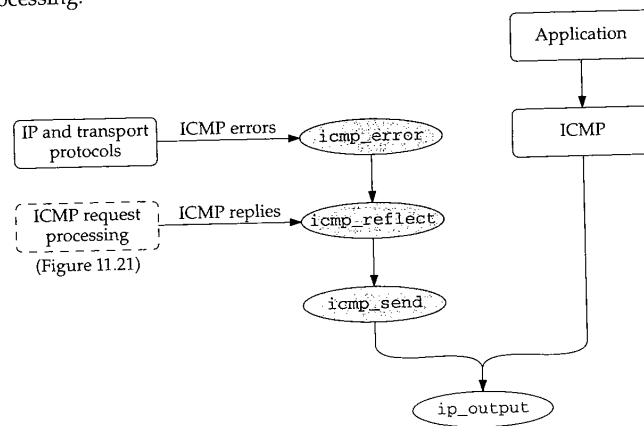 ocessing.
Application
IP and transport
protocols
ICMP errors
icmp_error
ICMP
ICMP request
processing
ICMP replies
icmp_reflect
(Figure 11.21)
icmp_send
ip_output